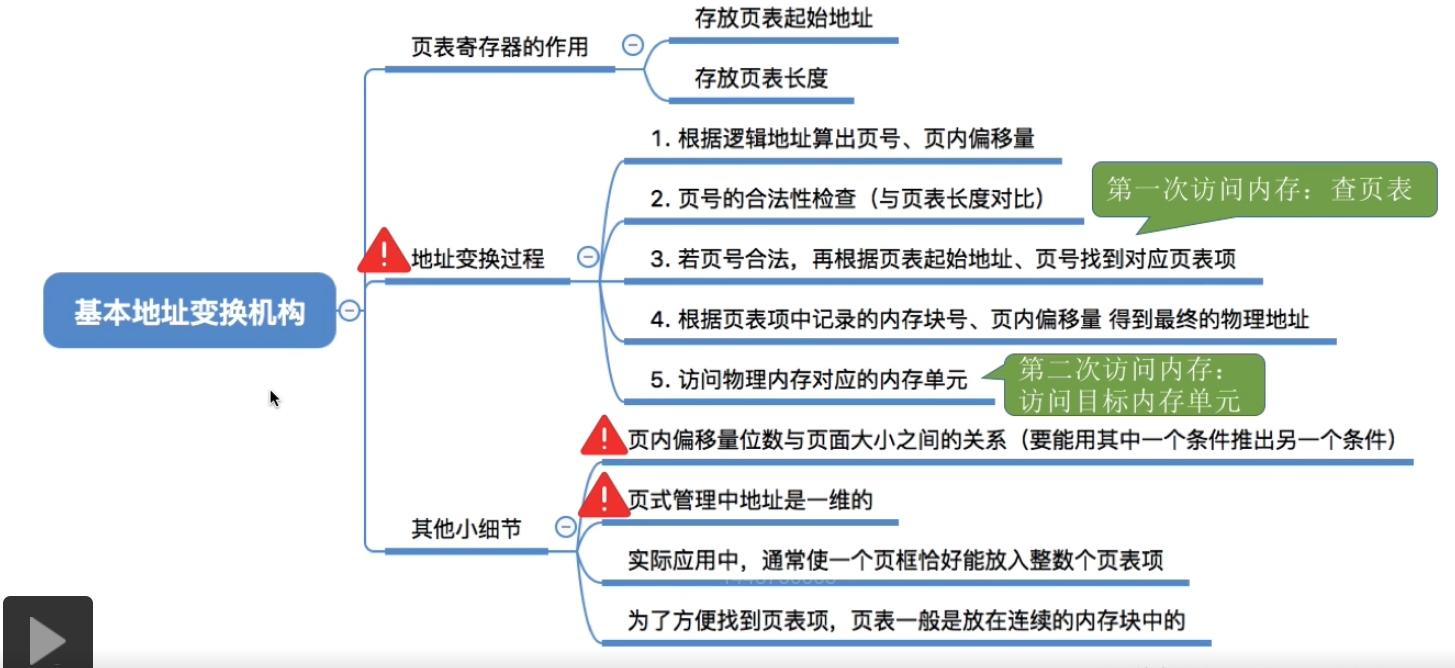 存放页表起始地址
页表寄存器的作用
存放页表长度
1. 根据逻辑地址算出页号、页内偏移量
2. 页号的合法性检查（与页表长度对比）
第一次访问内存：查页表
地址变换过程
3. 若页号合法，再根据页表起始地址、页号找到对应页表项
基本地址变换机构
4. 根据页表项中记录的内存块号、页内偏移量 得到最终的物理地址
5. 访问物理内存对应的内存单元
第二次访问内存：
访问目标内存单元
页内偏移量位数与页面大小之间的关系（要能用其中一个条件推出另一个条件）
页式管理中地址是一维的
其他小细节
实际应用中，通常使一个页框恰好能放入整数个页表项
为了方便找到页表项，页表一般是放在连续的内存块中的